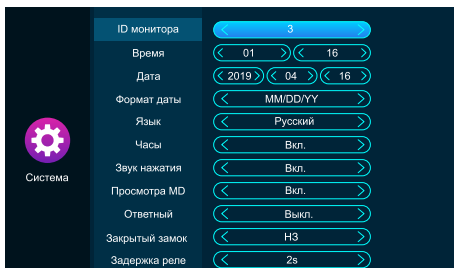 ID монитора 3
Время 01 16
Дата 2019 04 16
Формат даты MM/DD/YY
Язык Русский
Часы Вкл.
Звук нажатия Вкл.
Система
Просмотра MD Вкл.
Ответный Выкл.
Закрытый замок НЗ
Задержка реле 2s